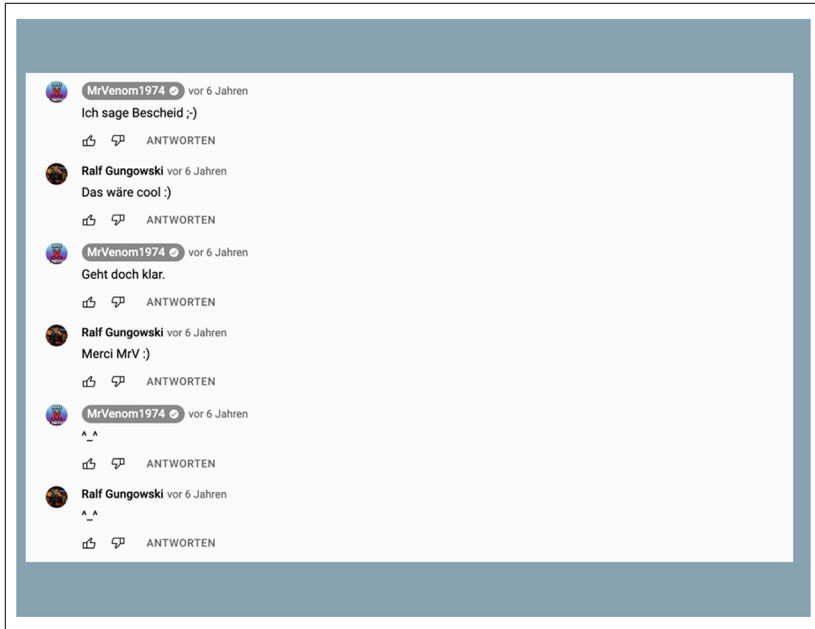 MrVenom1974 vor 6 Jahren
Ich sage Bescheid ;-)
ANTWORTEN
Ralf Gungowski vor 6 Jahren
Das wäre cool :)
ANTWORTEN
MrVenom1974 vor 6 Jahren
Geht doch klar.
ANTWORTEN
Ralf Gungowski vor 6 Jahren
Merci MrV :)
ANTWORTEN
MrVenom1974 vor 6 Jahren
^_^
ANTWORTEN
Ralf Gungowski vor 6 Jahren
^_^
ANTWORTEN